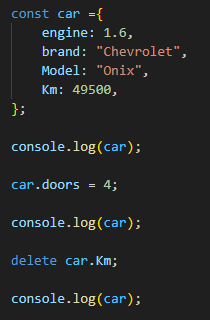 const car ={
    engine: 1.6,
    brand: "Chevrolet",
    Model: "Onix",
    Km: 49500,
};

console.log(car);

car.doors = 4;

console.log(car);

delete car.Km;

console.log(car);